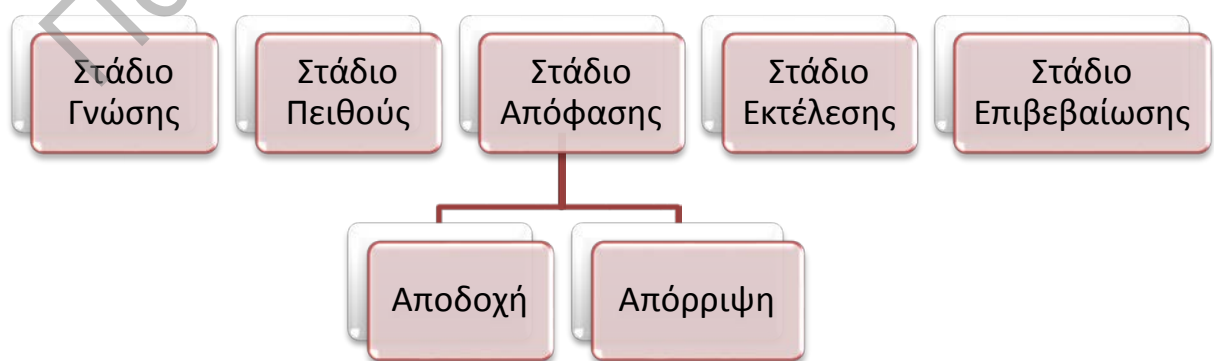 Στάδιο
Γνώσης
Στάδιο
Πειθούς
Στάδιο
Απόφασης
Στάδιο
Εκτέλεσης
Στάδιο
Επιβεβαίωσης
Αποδοχή
Απόρριψη